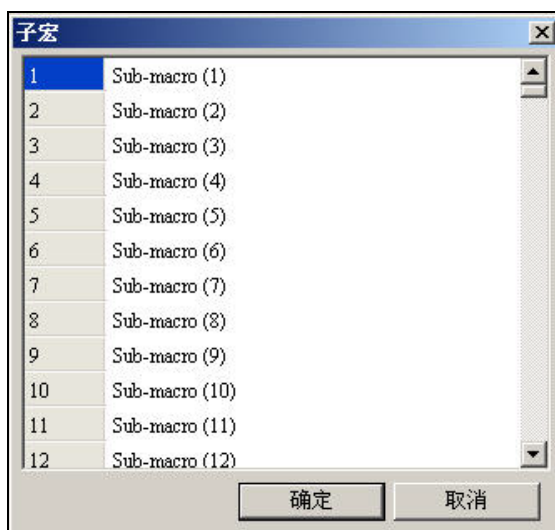 子宏
1 Sub-macro (1)
2 Sub-macro (2)
3 Sub-macro (3)
4 Sub-macro (4)
5 Sub-macro (5)
6 Sub-macro (6)
7 Sub-macro (7)
8 Sub-macro (8)
9 Sub-macro (9)
10 Sub-macro (10)
11 Sub-macro (11)
12 Sub-macro (12)
确定 取消